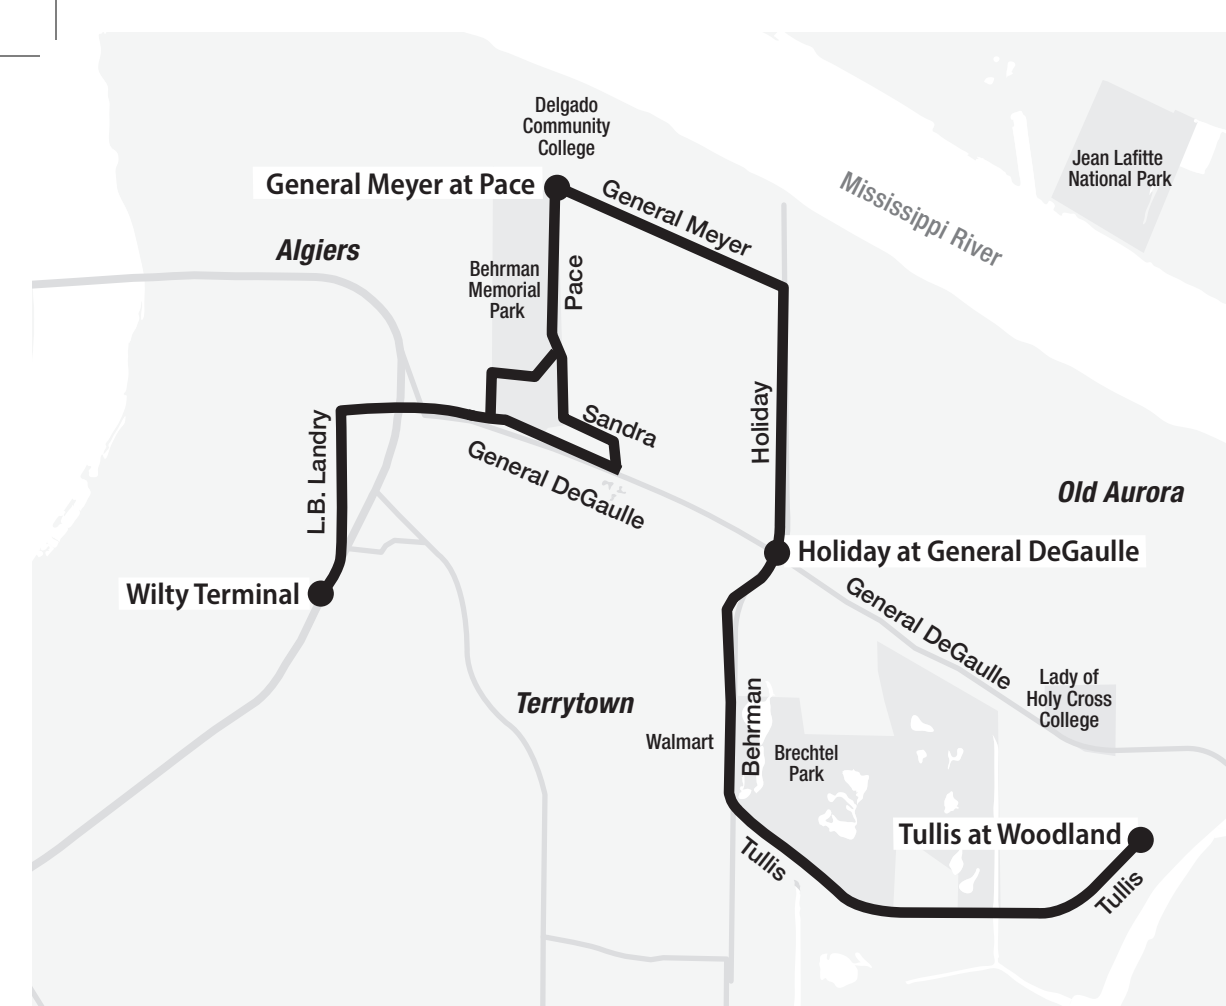 Delgado
Community
College
General Meyer at Pace
General Meyer
Jean Lafitte
National Park
Mississippi River
Algiers
Behrman
Memorial
Park
Pace
Holiday
L.B. Landry
Sandra
General DeGaulle
Old Aurora
Holiday at General DeGaulle
Wilty Terminal
General DeGaulle
Lady of
Holy Cross
College
Terrytown
Walmart
Behrman
Brechtel
Park
Tullis at Woodland
Tullis
Tullis